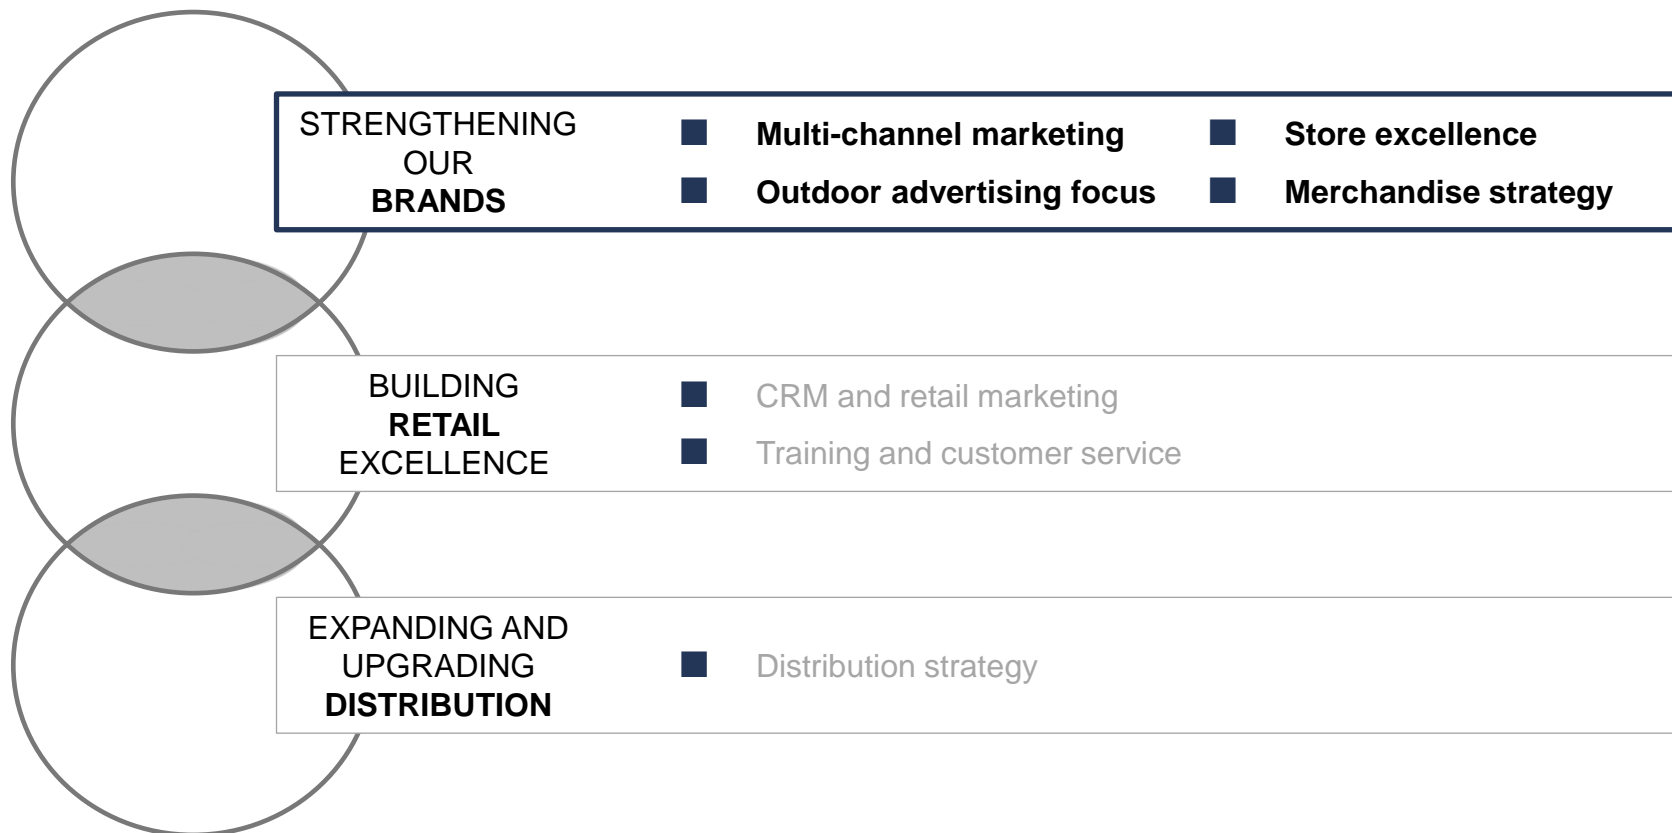 STRENGTHENING
OUR
BRANDS
Multi-channel marketing
Store excellence
Outdoor advertising focus
Merchandise strategy
BUILDING
RETAIL
EXCELLENCE
CRM and retail marketing
Training and customer service
EXPANDING AND
UPGRADING
DISTRIBUTION
Distribution strategy